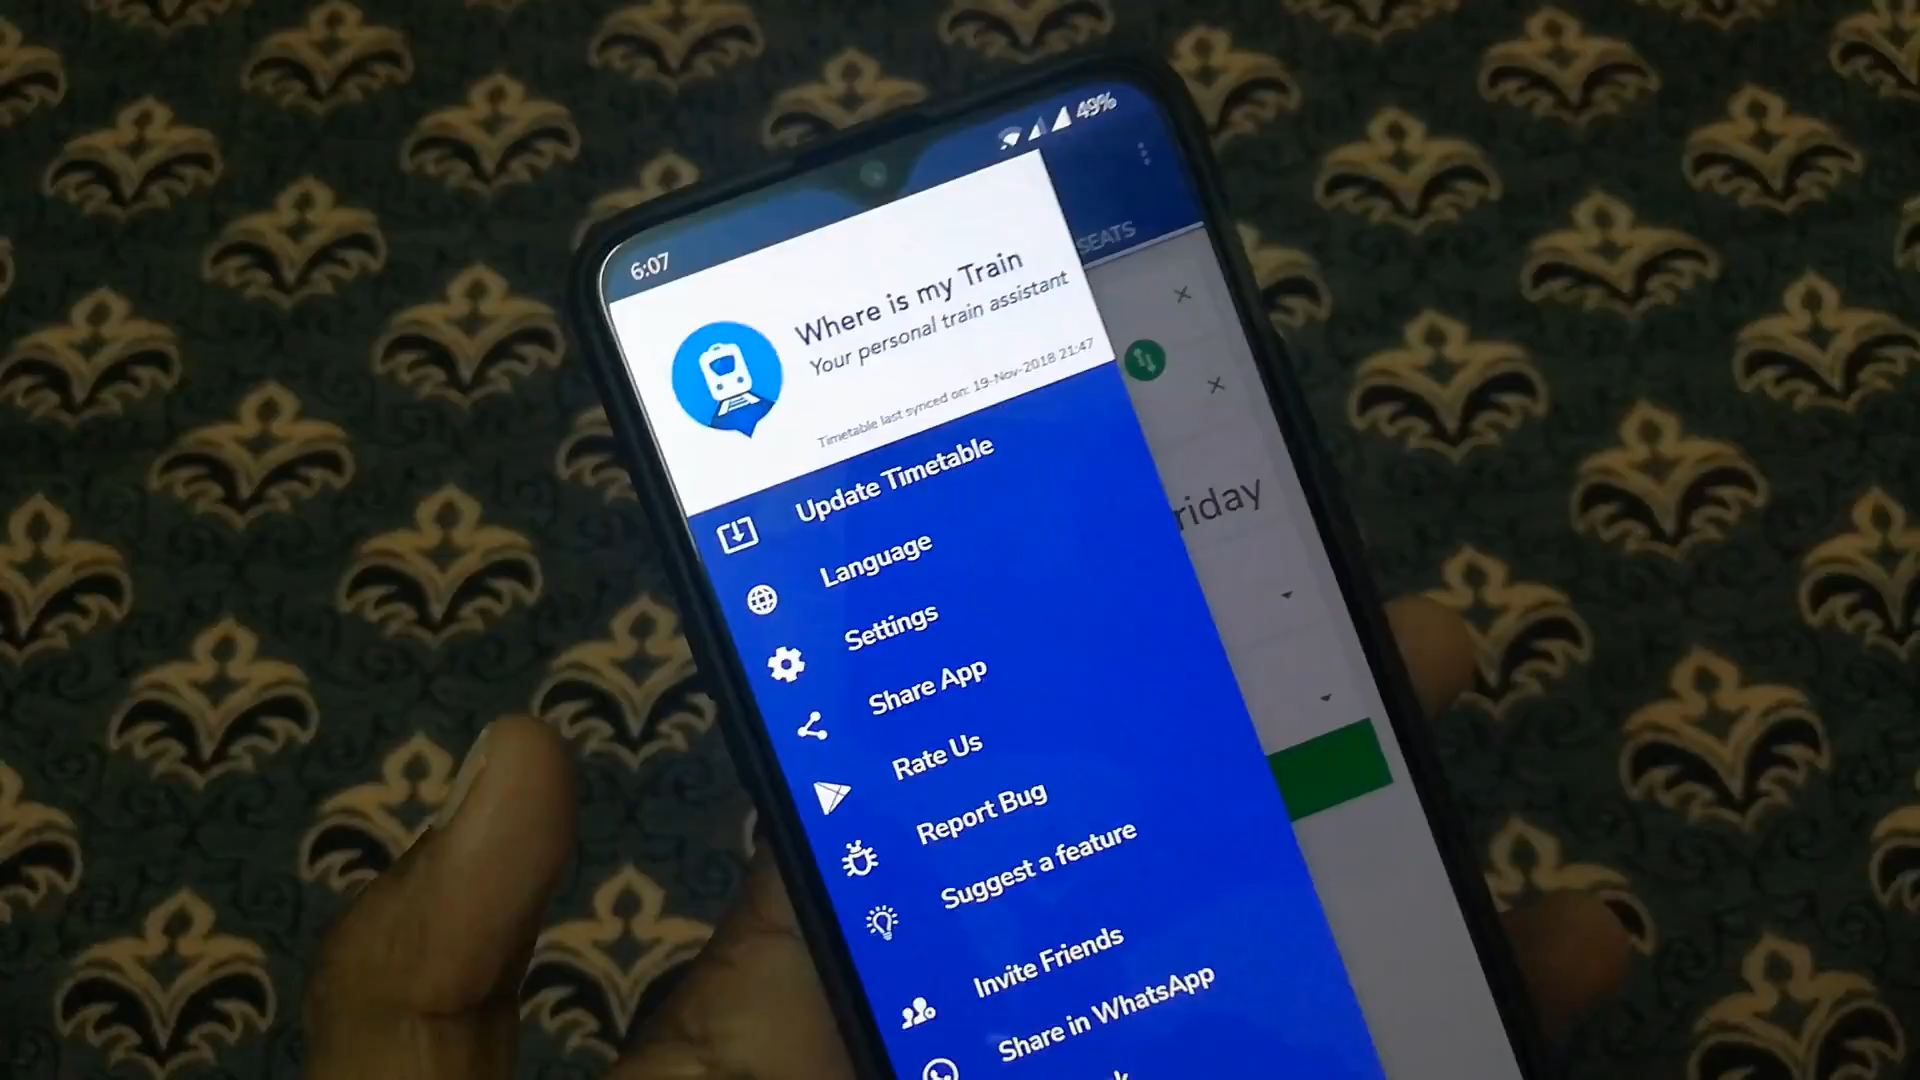 49%
6:07
SEATS
Where is my Train
Your personal train assistant
Timetable last synced on: 19-Nov-2018 21:47
Update Timetable
riday
Language
Settings
Share App
Rate Us
Report Bug
Suggest a feature
Invite Friends
Share in WhatsApp